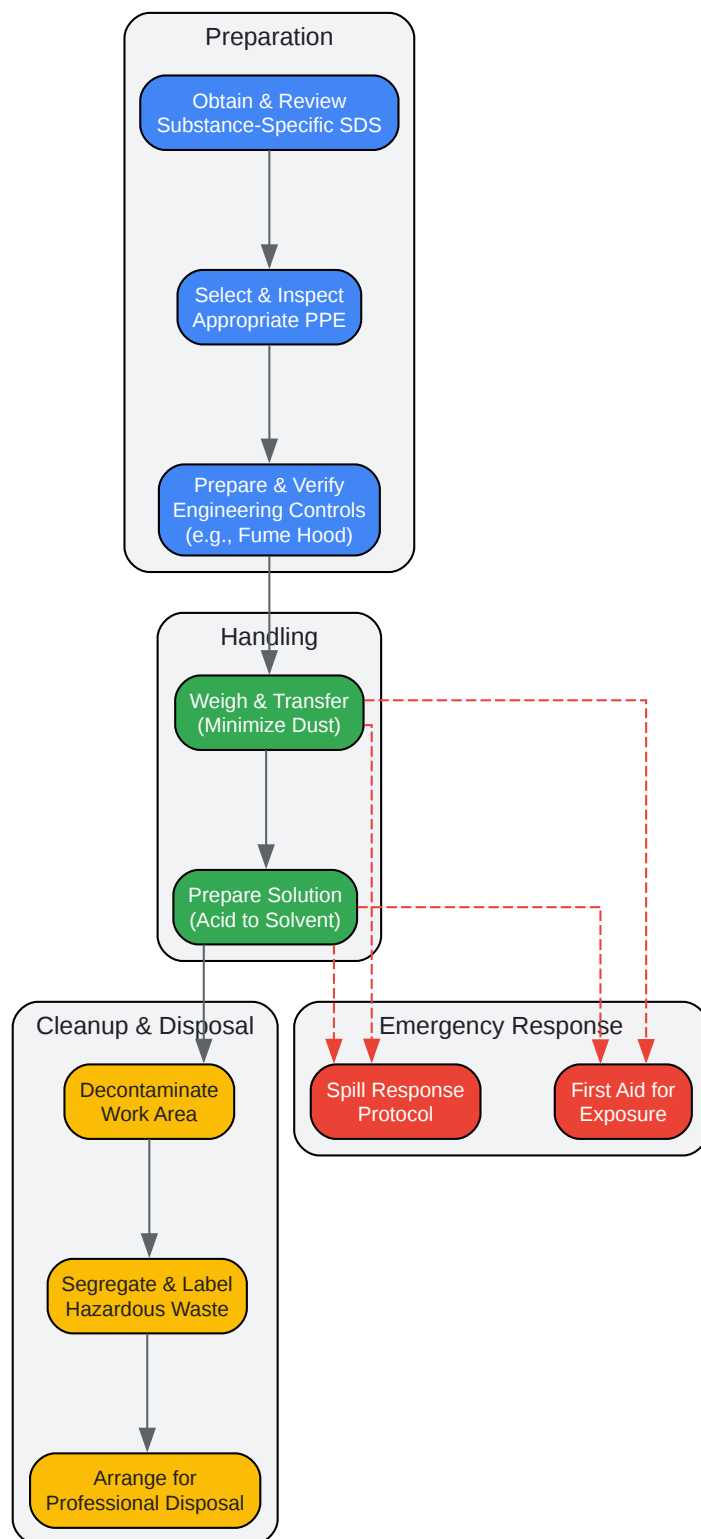 Preparation
Obtain & Review
Substance-Specific SDS
Select & Inspect
Appropriate PPE
Prepare & Verify
Engineering Controls
(e.g., Fume Hood)
Handling
Weigh & Transfer
(Minimize Dust)
Prepare Solution
(Acid to Solvent)
Cleanup & Disposal
Decontaminate
Work Area
Segregate & Label
Hazardous Waste
Arrange for
Professional Disposal
Emergency Response
Spill Response
Protocol
First Aid for
Exposure